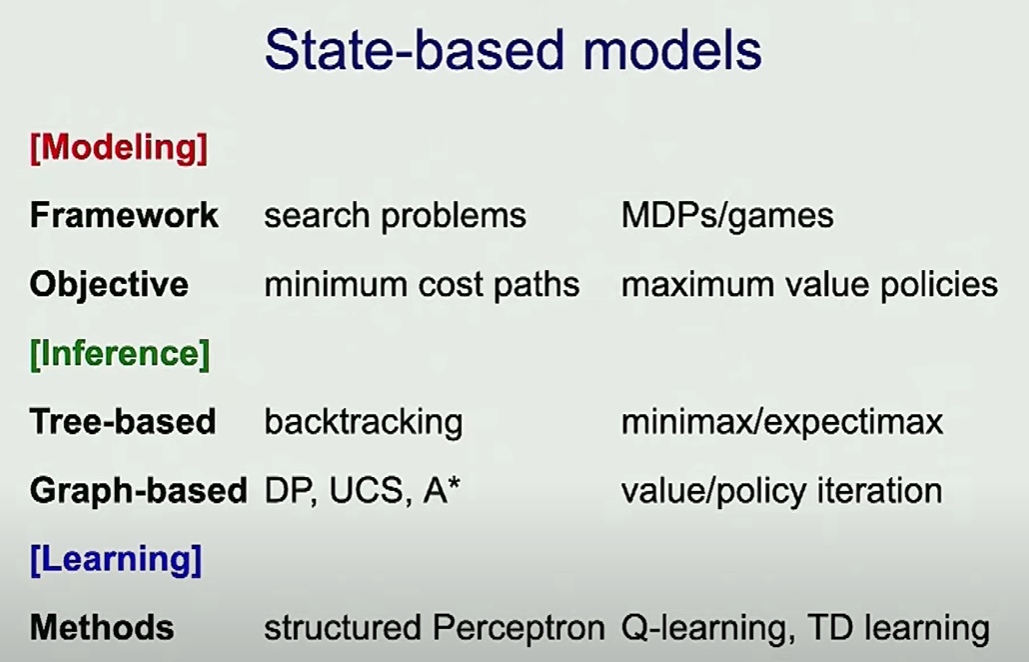 State-based models
[Modeling]
Framework search problems MDPs/games
Objective minimum cost paths maximum value policies
[Inference]
Tree-based backtracking minimax/expectimax
Graph-based DP, UCS, A* value/policy iteration
[Learning]
Methods structured Perceptron Q-learning, TD learning